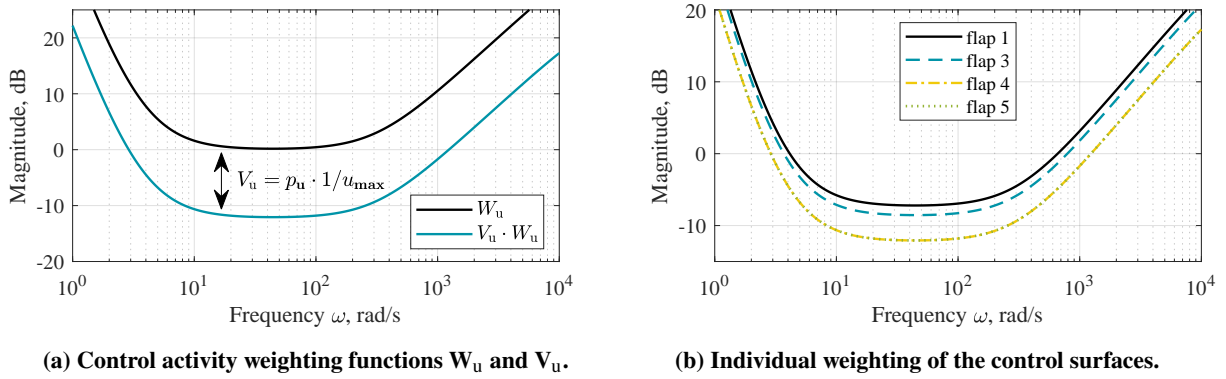 20
10
0
-10
-20
Magnitude, dB
V_u = p_u · 1/u_max
W_u
V_u · W_u
10^0
10^1
10^2
10^3
10^4
Frequency ω, rad/s
(a) Control activity weighting functions W_u and V_u.
20
10
0
-10
Magnitude, dB
flap 1
flap 3
flap 4
flap 5
10^0
10^1
10^2
10^3
10^4
Frequency ω, rad/s
(b) Individual weighting of the control surfaces.